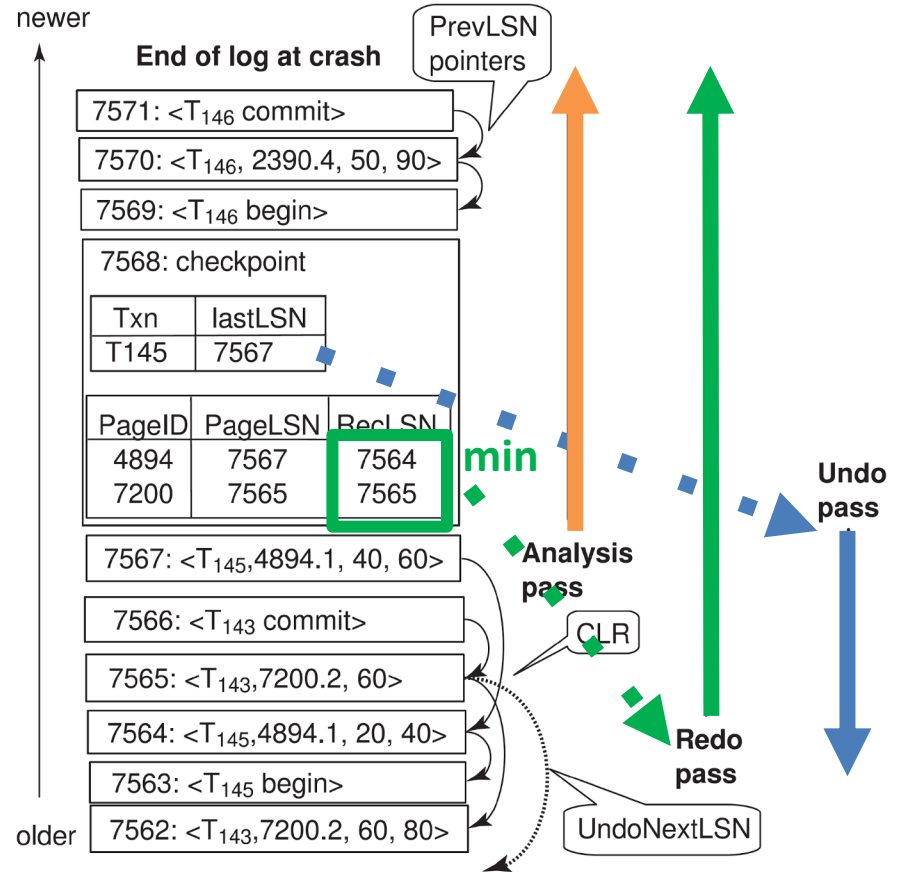 newer
End of log at crash
PrevLSN
pointers
7571: <T146 commit>
7570: <T146, 2390.4, 50, 90>
7569: <T146 begin>
7568: checkpoint
Txn lastLSN
T145 7567
PageID PageLSN RecLSN
4894 7567 7564
7200 7565 7565
min
Undo
pass
7567: <T145,4894.1, 40, 60>
Analysis
pass
7566: <T143 commit>
CLR
7565: <T143,7200.2, 60>
7564: <T145,4894.1, 20, 40>
Redo
pass
7563: <T145 begin>
older
7562: <T143,7200.2, 60, 80>
UndoNextLSN